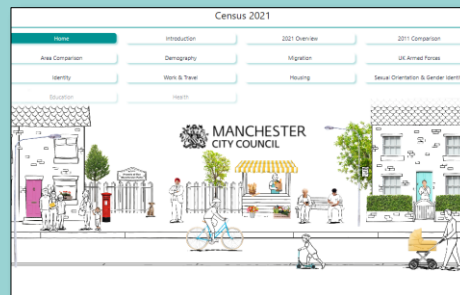 Census 2021
Home
Introduction
2021 Overview
2011 Comparison
Area Comparison
Demography
Migration
UK Armed Forces
Identity
Work & Travel
Housing
Sexual Orientation & Gender Identi
Education
Health
MANCHESTER
CITY COUNCIL